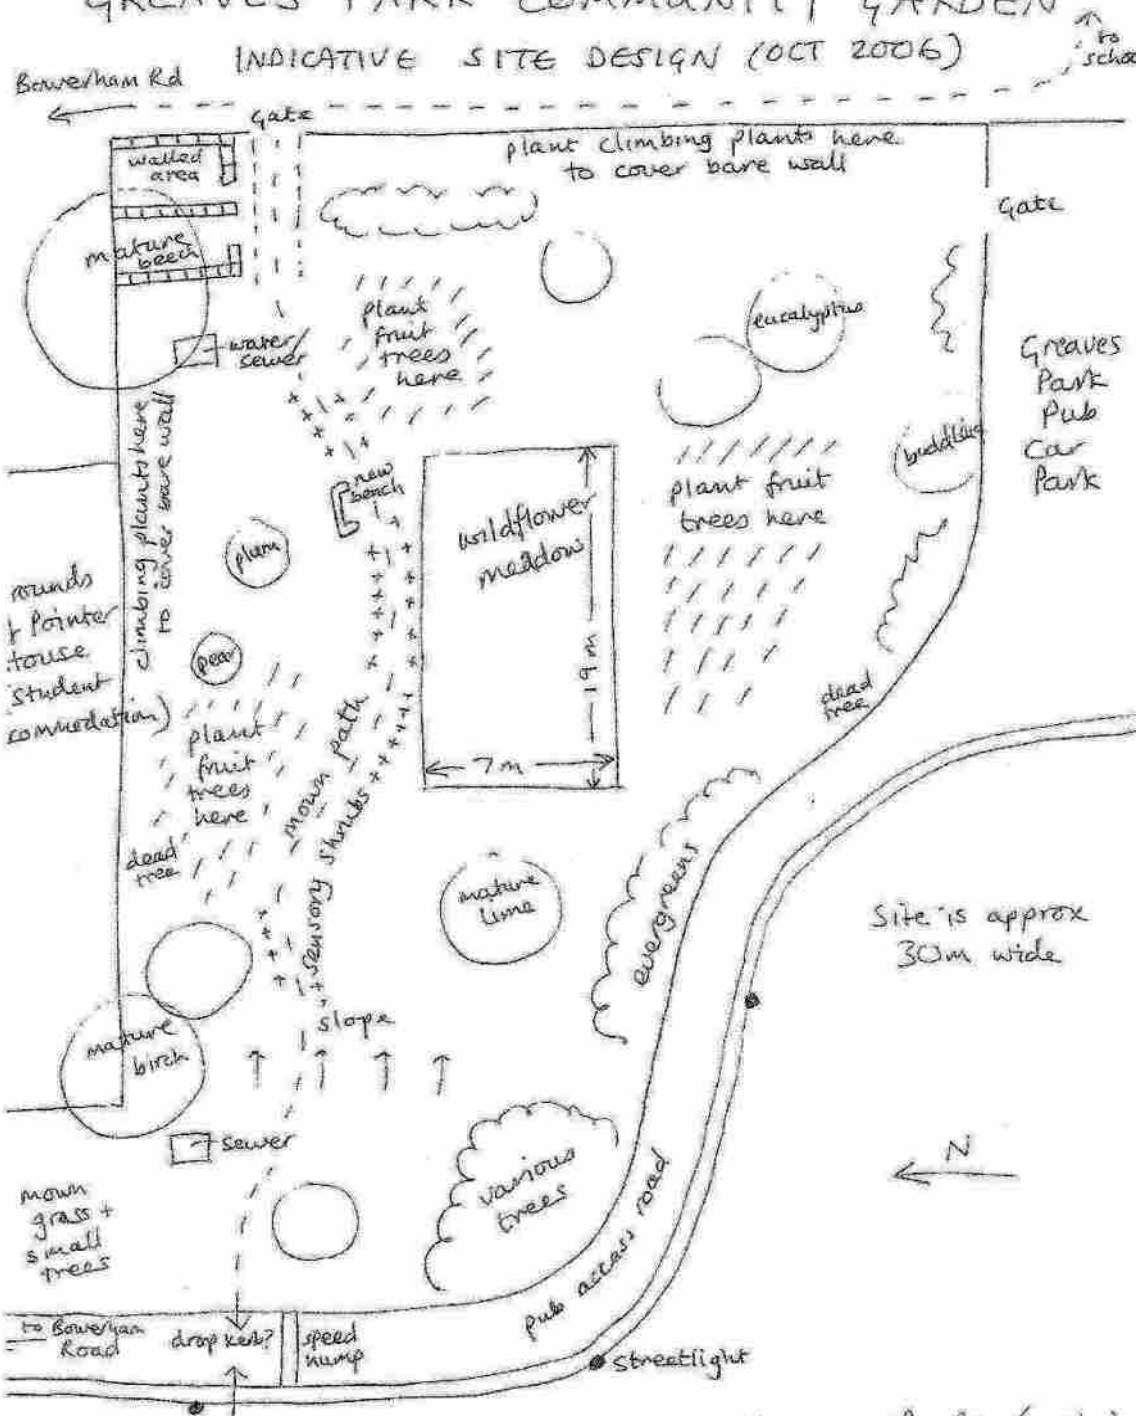 GREAVES PARK COMMUNITY GARDEN
INDICATIVE SITE DESIGN (OCT 2006)
to
Bowerham Rd
Gate
walled
area
plant climbing plants here
to cover bare wall
Gate
mature
beech
eucalyptus
water/
sewer
plant
fruit
trees
here
Greaves
Park
Pub
Car
Park
climbing plants here
to cover bare wall
new
bench
plant fruit
trees here
wildflower
meadow
plum
19m
pear
rounds
Pointer
student
plant
fruit
trees
here
mown path
sensory shrubs
7m
dead
tree
dead
tree
mature
lime
evergreens
Site is approx
30m wide
slope
mature
birch
sewer
N
mown
grass +
small
trees
various
trees
pub access road
to Bowerham
Road
drop kerb?
speed
hump
streetlight